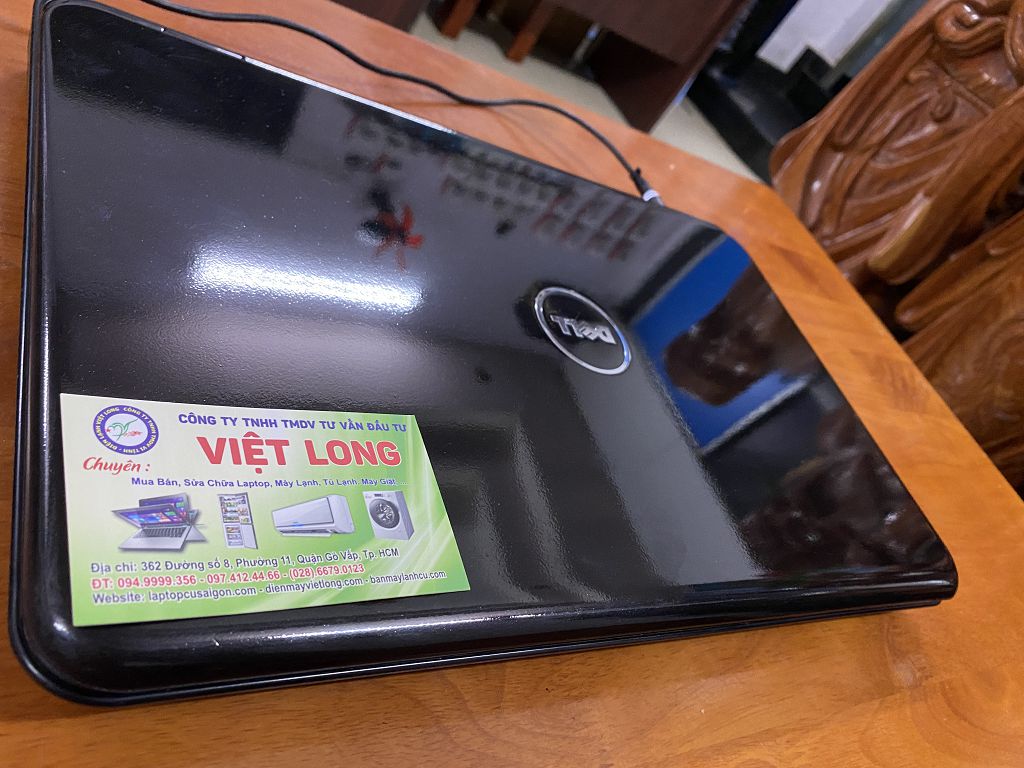 DELL
CÔNG TY TNHH TMDV TƯ VẤN ĐẦU TƯ
VIỆT LONG
Chuyên :
Mua Bán, Sửa Chữa Laptop, Máy Lạnh, Tủ Lạnh, Máy Giặt, ...
Địa chỉ: 362 Đường số 8, Phường 11, Quận Gò Vấp, Tp. HCM
ĐT: 094.9999.356 - 097.412.44.66 - (028).6679.0123
Website: laptopcusaigon.com - dienmayvietlong.com - banmaylanhcu.com